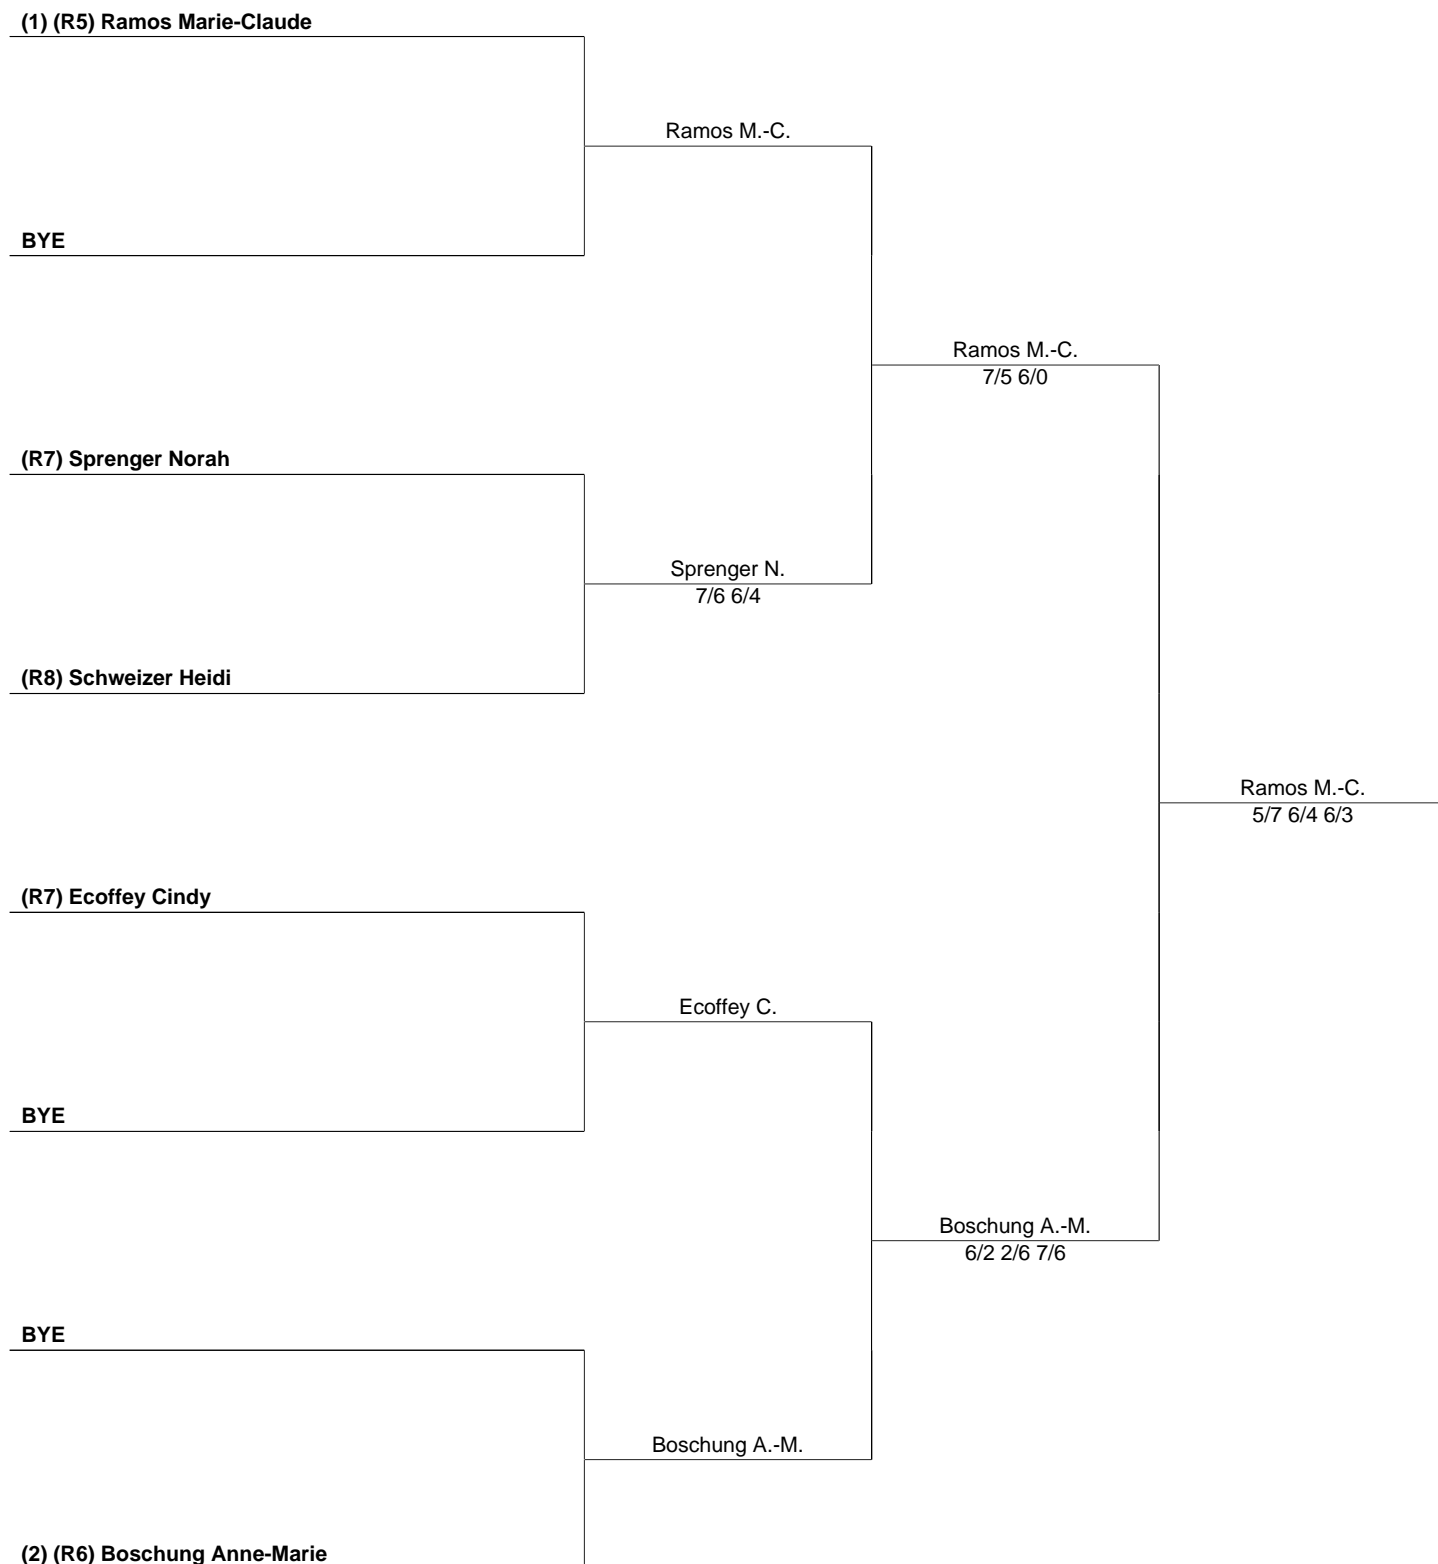 (1) (R5) Ramos Marie-Claude
Ramos M.-C.
BYE
Ramos M.-C.
7/5 6/0
(R7) Sprenger Norah
Sprenger N.
7/6 6/4
(R8) Schweizer Heidi
Ramos M.-C.
5/7 6/4 6/3
(R7) Ecoffey Cindy
Ecoffey C.
BYE
Boschung A.-M.
6/2 2/6 7/6
BYE
Boschung A.-M.
(2) (R6) Boschung Anne-Marie